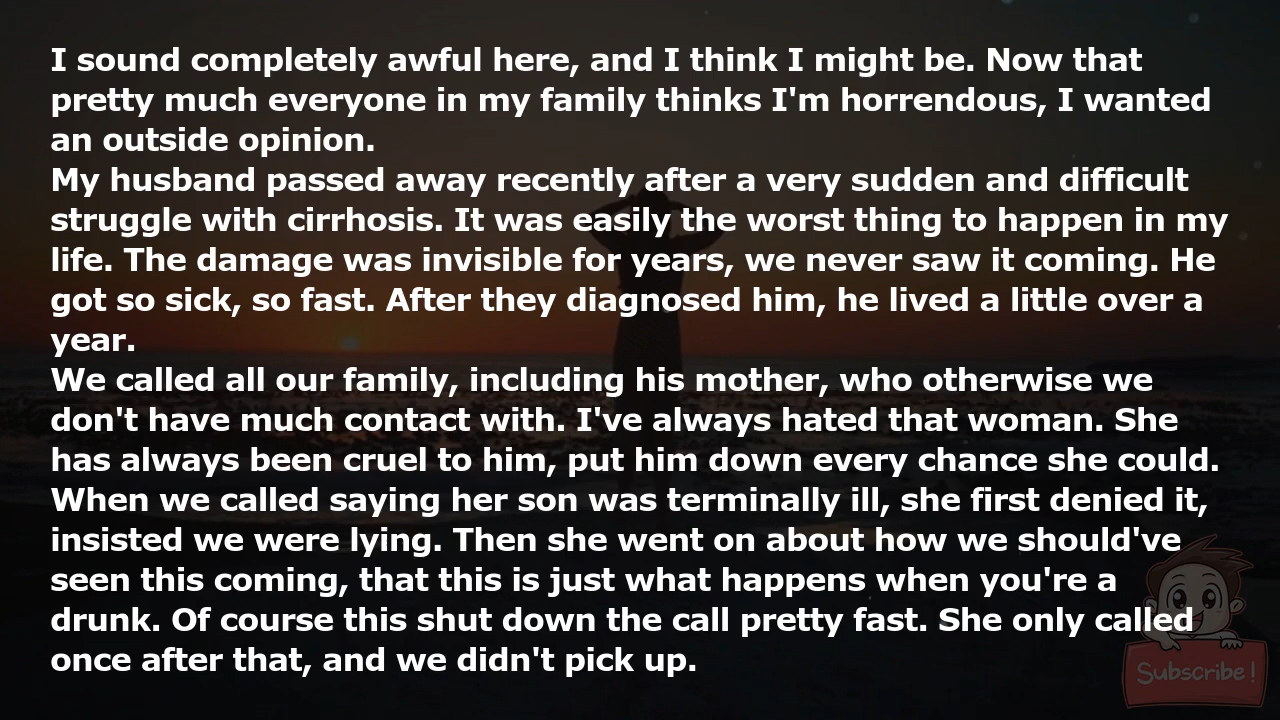 I sound completely awful here, and I think I might be. Now that
pretty much everyone in my family thinks I'm horrendous, I wanted
an outside opinion.
My husband passed away recently after a very sudden and difficult
struggle with cirrhosis. It was easily the worst thing to happen in my
life. The damage was invisible for years, we never saw it coming. He
got so sick, so fast. After they diagnosed him, he lived a little over a
year.
We called all our family, including his mother, who otherwise we
don't have much contact with. I've always hated that woman. She
has always been cruel to him, put him down every chance she could.
When we called saying her son was terminally ill, she first denied it,
insisted we were lying. Then she went on about how we should've
seen this coming, that this is just what happens when you're a
drunk. Of course this shut down the call pretty fast. She only called
once after that, and we didn't pick up.
Subscribe!